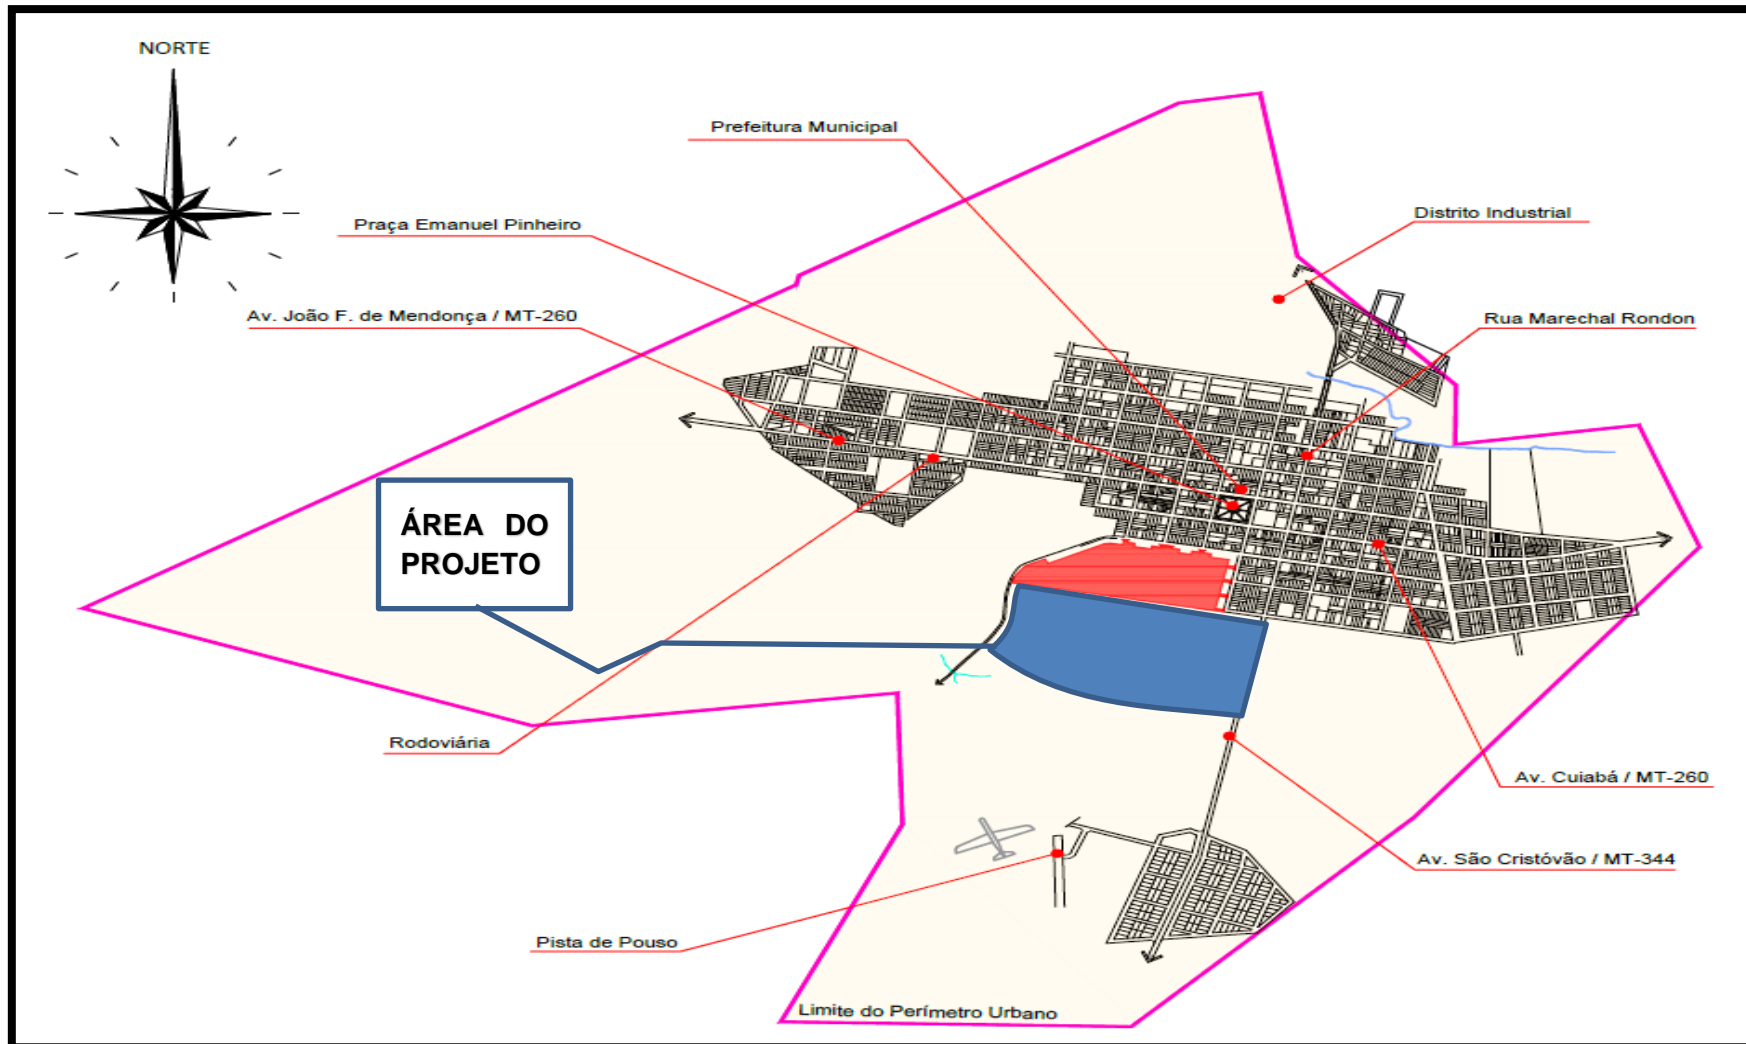 NORTE
Prefeitura Municipal
Distrito Industrial
Praça Emanuel Pinheiro
Av. João F. de Mendonça / MT-260
Rua Marechal Rondon
ÁREA DO
PROJETO
Rodoviária
Av. Cuiabá / MT-260
Av. São Cristóvão / MT-344
Pista de Pouso
Limite do Perímetro Urbano